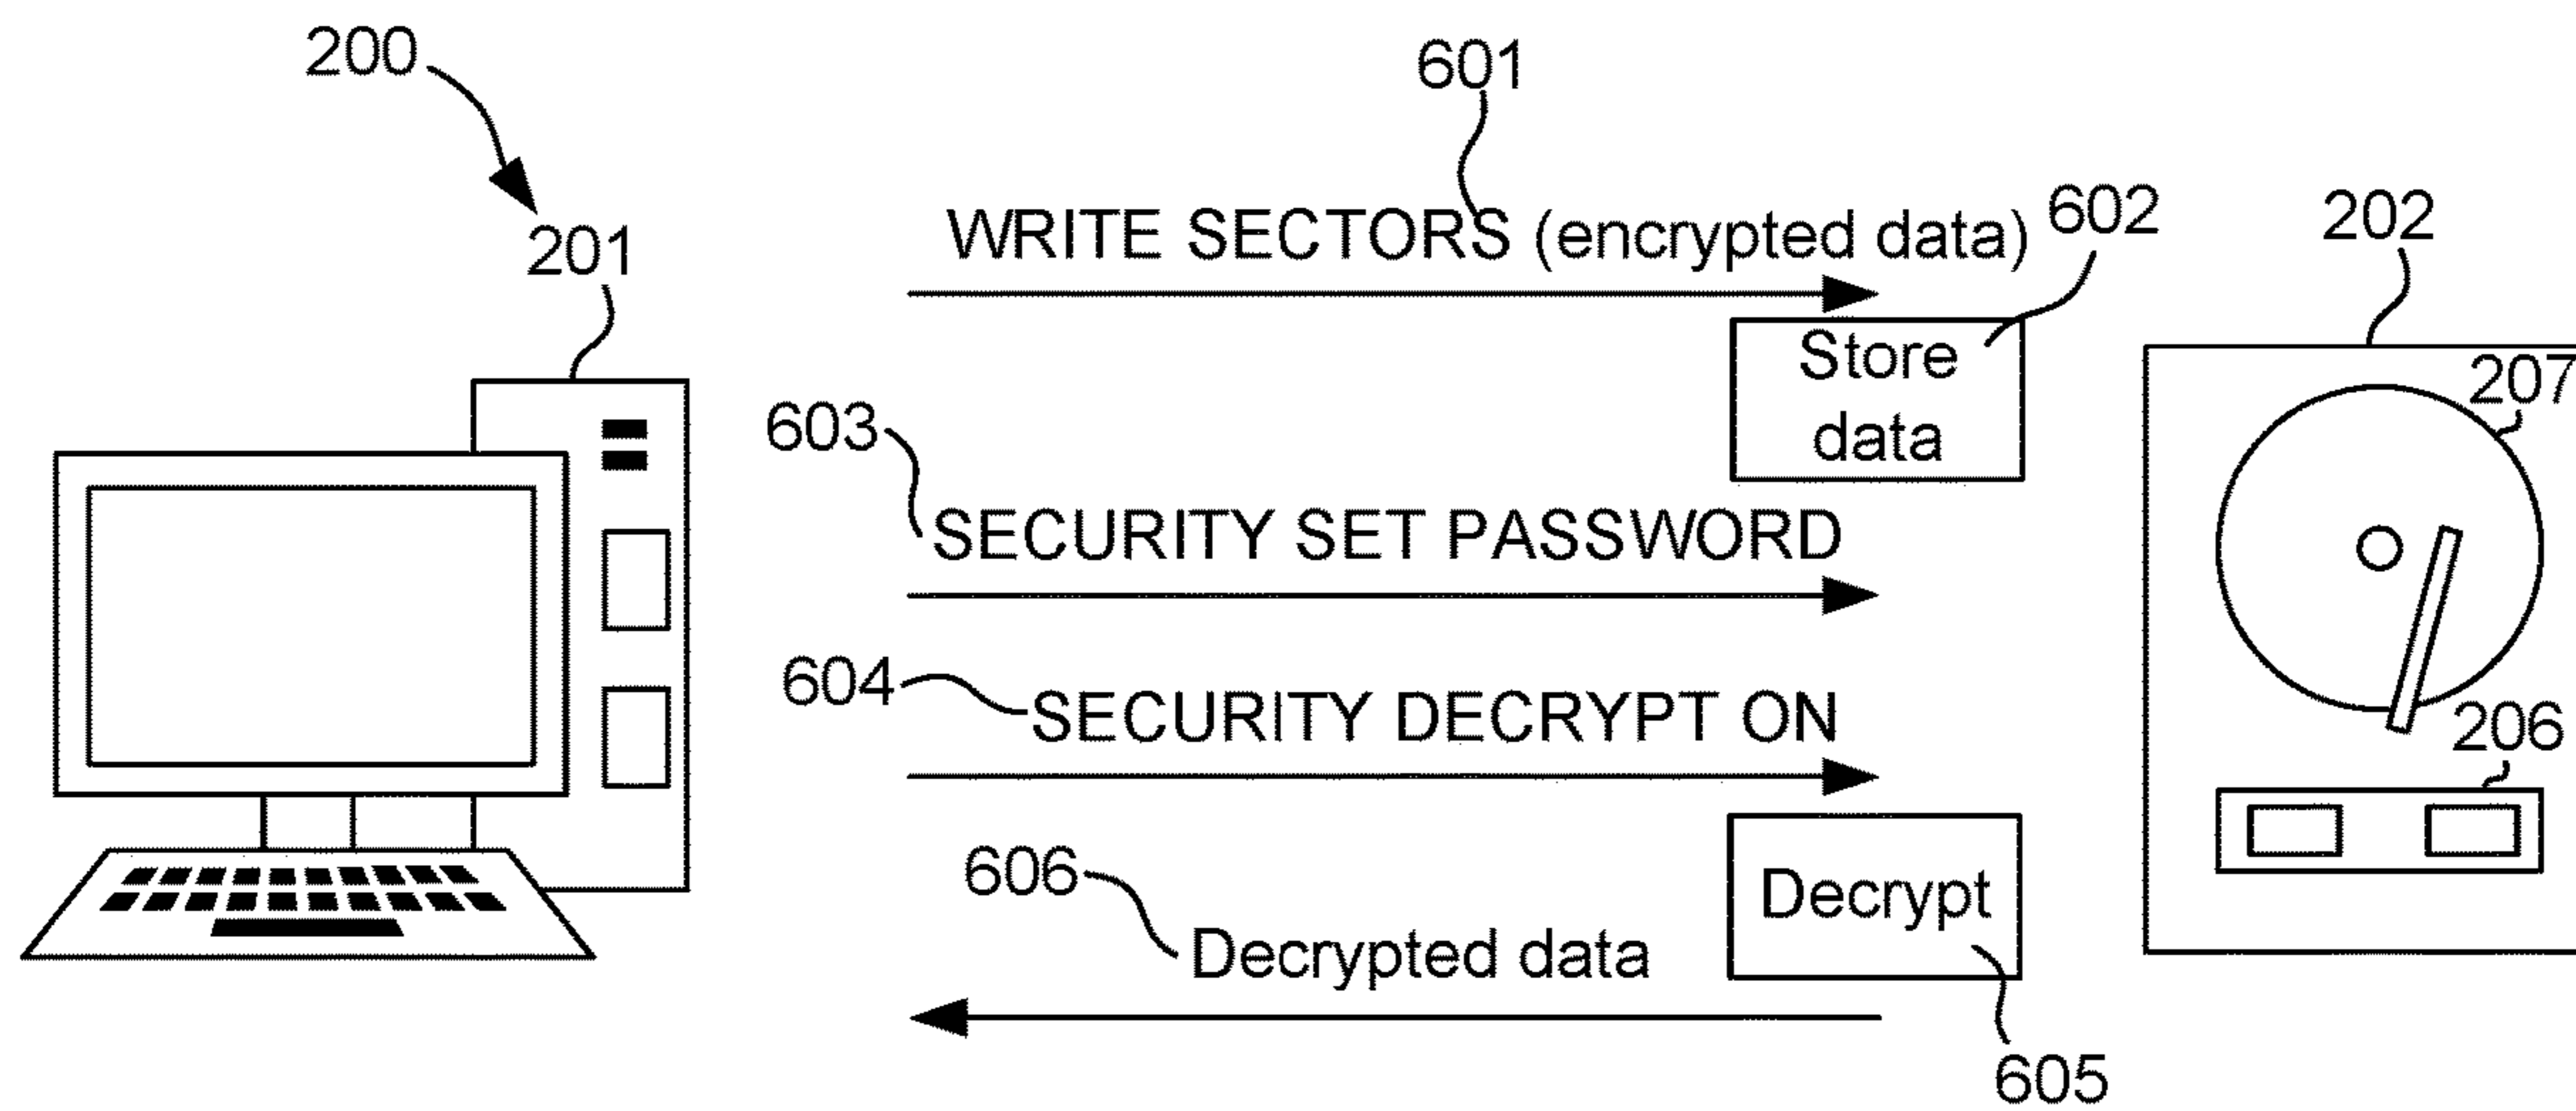 200
601
201
WRITE SECTORS (encrypted data)
602
202
Store
data
207
603
SECURITY SET PASSWORD
604
SECURITY DECRYPT ON
206
606
Decrypt
Decrypted data
605